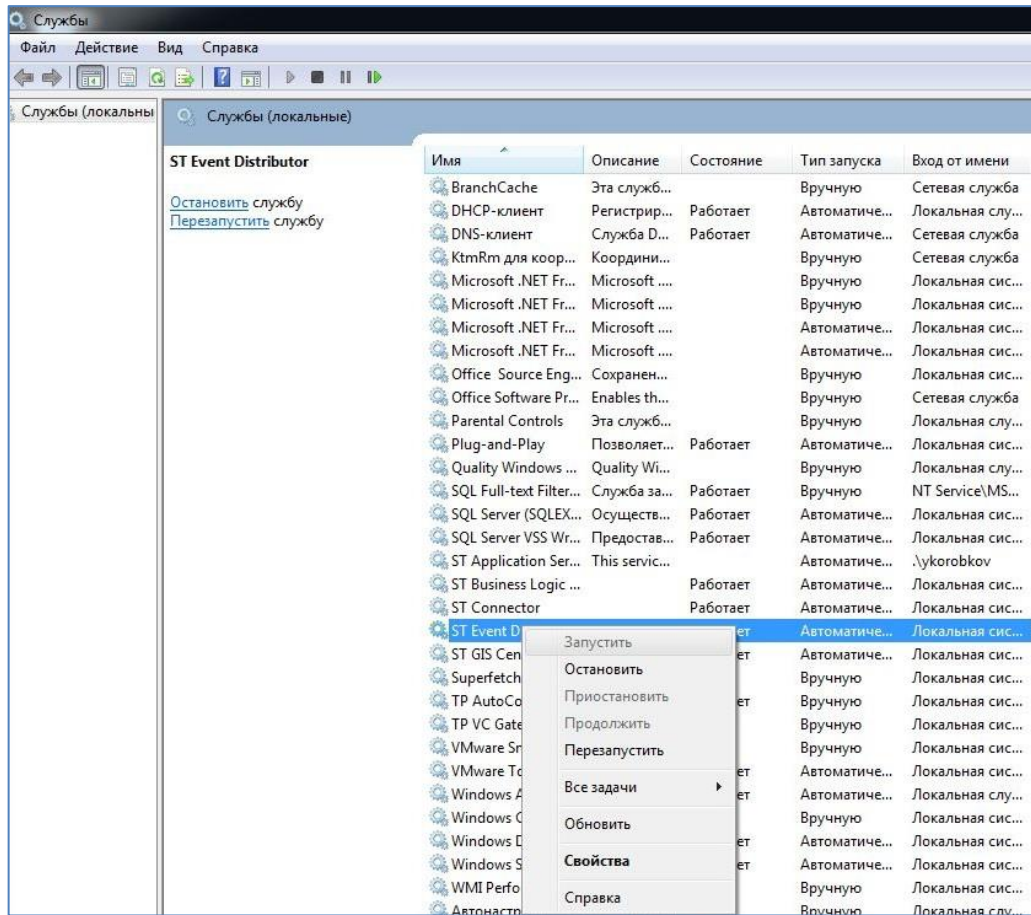 Службы
Файл Действие Вид Справка
Службы (локальны
Службы (локальные)
ST Event Distributor
Остановить службу
Перезапустить службу
Имя Описание Состояние Тип запуска Вход от имени
BranchCache Эта служб... Вручную Сетевая служба
DHCP-клиент Регистрир... Работает Автоматиче... Локальная слу...
DNS-клиент Служба D... Работает Автоматиче... Сетевая служба
KtmRm для коор... Координи... Вручную Сетевая служба
Microsoft .NET Fr... Microsoft .... Вручную Локальная сис...
Microsoft .NET Fr... Microsoft .... Вручную Локальная сис...
Microsoft .NET Fr... Microsoft .... Автоматиче... Локальная сис...
Microsoft .NET Fr... Microsoft .... Автоматиче... Локальная сис...
Office  Source Eng... Сохранен... Вручную Локальная сис...
Office Software Pr... Enables th... Вручную Сетевая служба
Parental Controls Эта служб... Вручную Локальная слу...
Plug-and-Play Позволяет... Работает Автоматиче... Локальная сис...
Quality Windows ... Quality Wi... Вручную Локальная слу...
SQL Full-text Filter... Служба за... Работает Вручную NT Service\MS...
SQL Server (SQLEX... Осуществ... Работает Автоматиче... Локальная сис...
SQL Server VSS Wr... Предостав... Работает Автоматиче... Локальная сис...
ST Application Ser... This servic... Автоматиче... .\ykorobkov
ST Business Logic ... Работает Автоматиче... Локальная сис...
ST Connector Работает Автоматиче... Локальная сис...
ST Event D ет Автоматиче... Локальная сис...
ST GIS Cen ет Автоматиче... Локальная сис...
Superfetch Вручную Локальная сис...
TP AutoCo ет Автоматиче... Локальная сис...
TP VC Gate Вручную Локальная сис...
VMware Sn Вручную Локальная сис...
VMware To ет Автоматиче... Локальная сис...
Windows A ет Автоматиче... Локальная слу...
Windows C Вручную Локальная сис...
Windows D ет Автоматиче... Локальная сис...
Windows S ет Автоматиче... Локальная сис...
WMI Perfo Вручную Локальная сис...
Автонастр Вручную Локальная слу...
Запустить
Остановить
Приостановить
Продолжить
Перезапустить
Все задачи
Обновить
Свойства
Справка